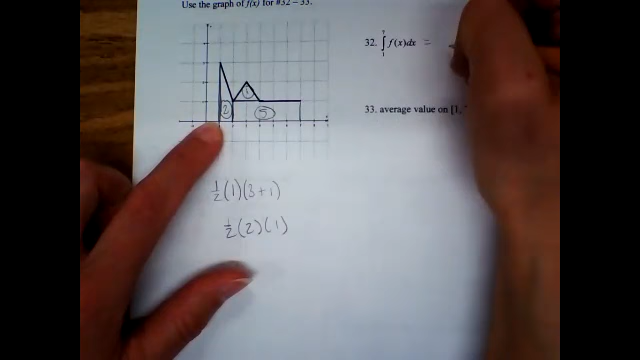 Use the graph of f(x) for #32 – 33.
32. ∫₁⁷ f(x)dx =
1
2
5
33. average value on [1,
½(1)(3+1)
½(2)(1)